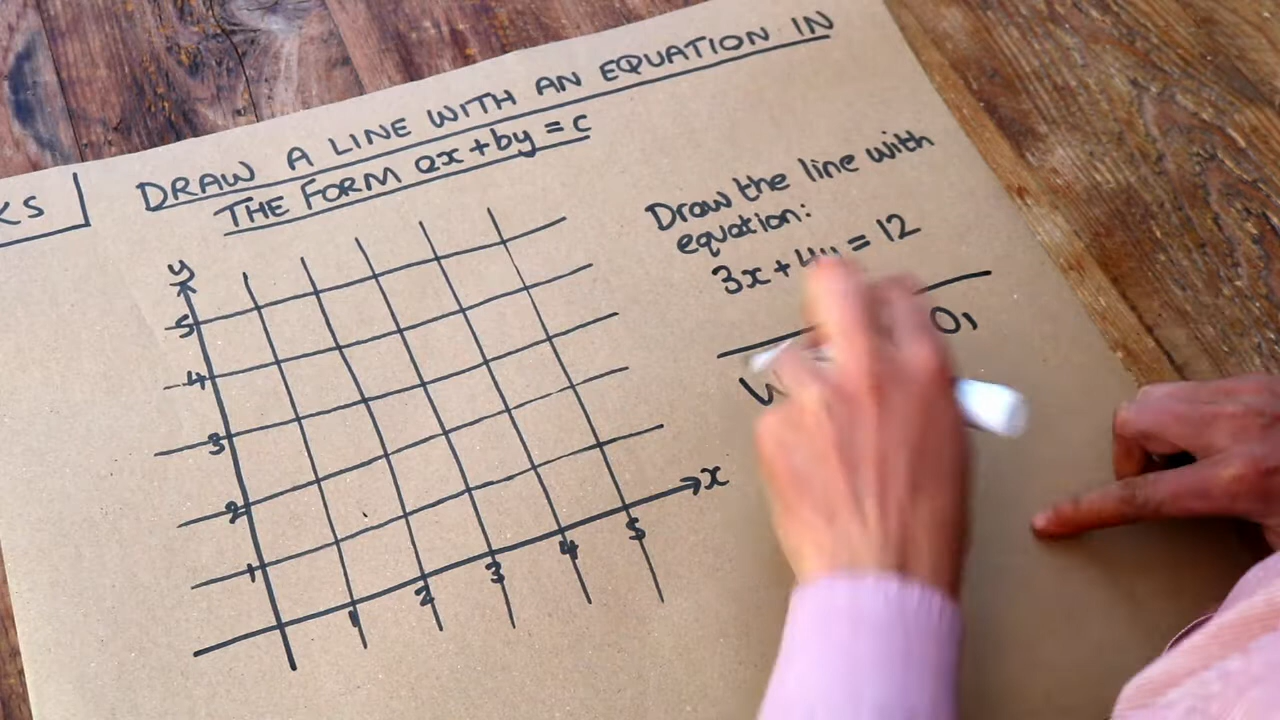 DRAW A LINE WITH AN EQUATION IN
THE FORM ax + by = c
KS
Draw the line with
equation:
3x + 4y = 12
0,
y
5
4
3
2
1
x
1 2 3 4 5